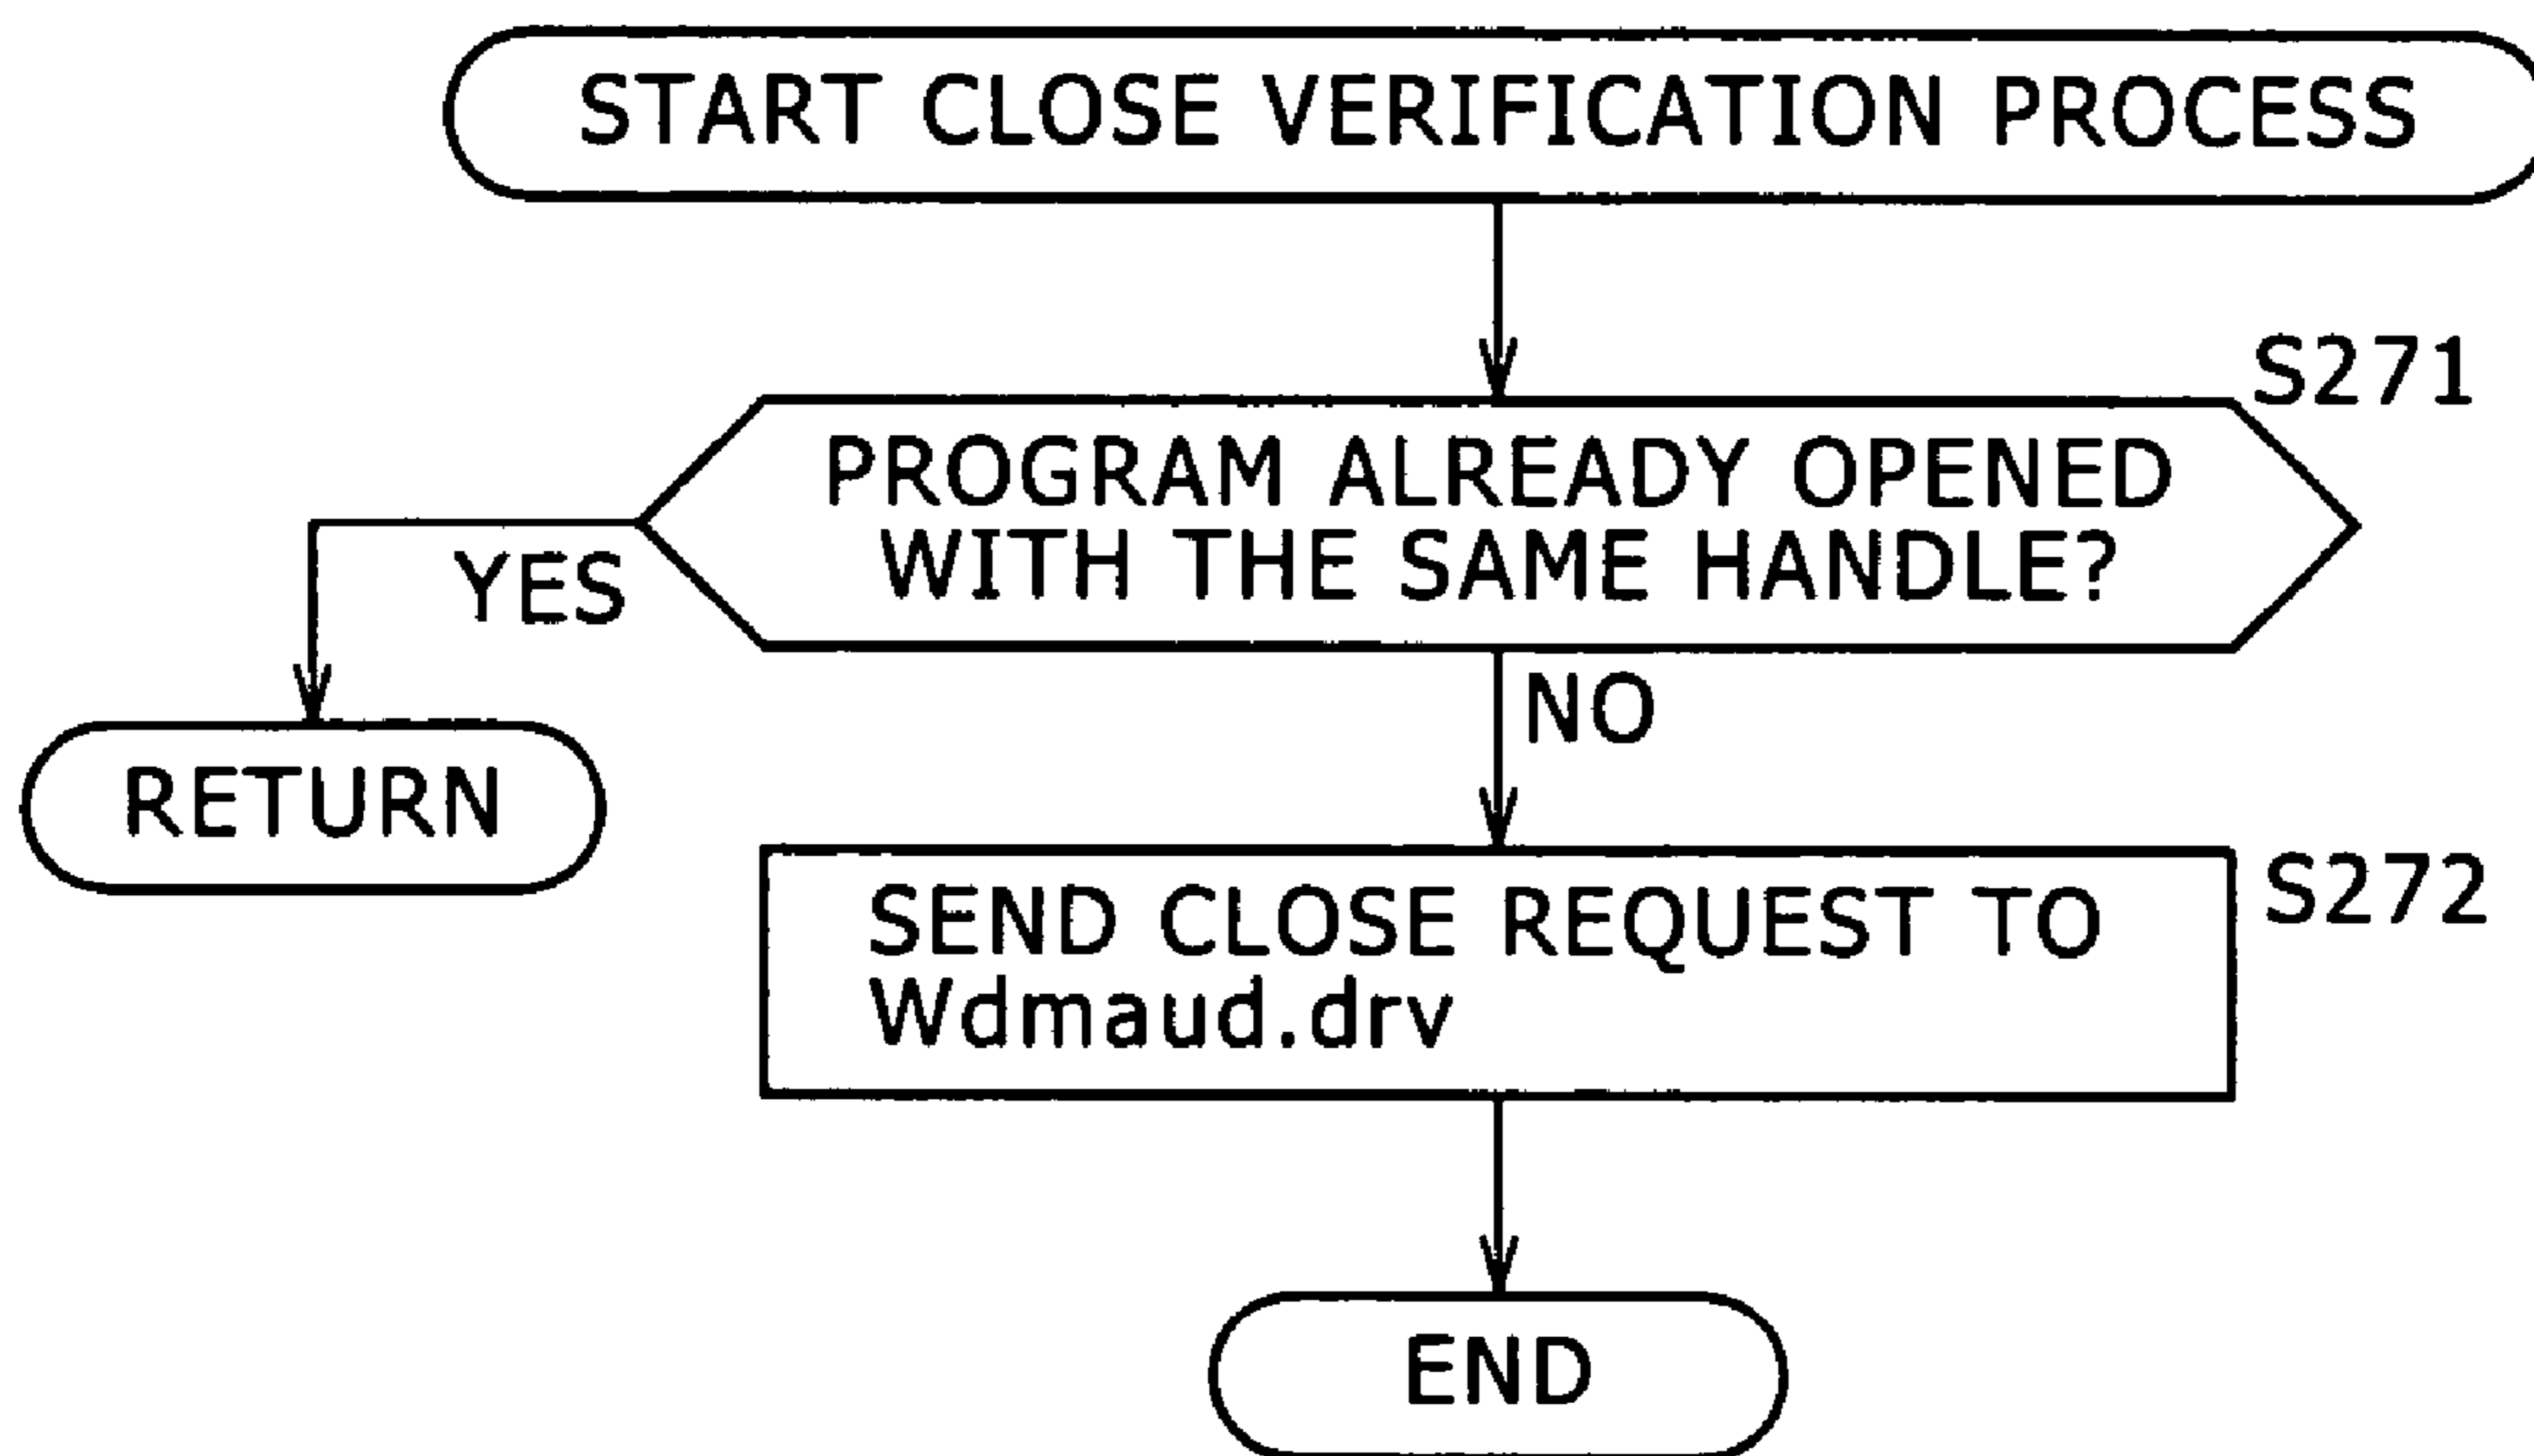 START CLOSE VERIFICATION PROCESS
S271
PROGRAM ALREADY OPENED
WITH THE SAME HANDLE?
YES
NO
RETURN
S272
SEND CLOSE REQUEST TO
Wdmaud.drv
END